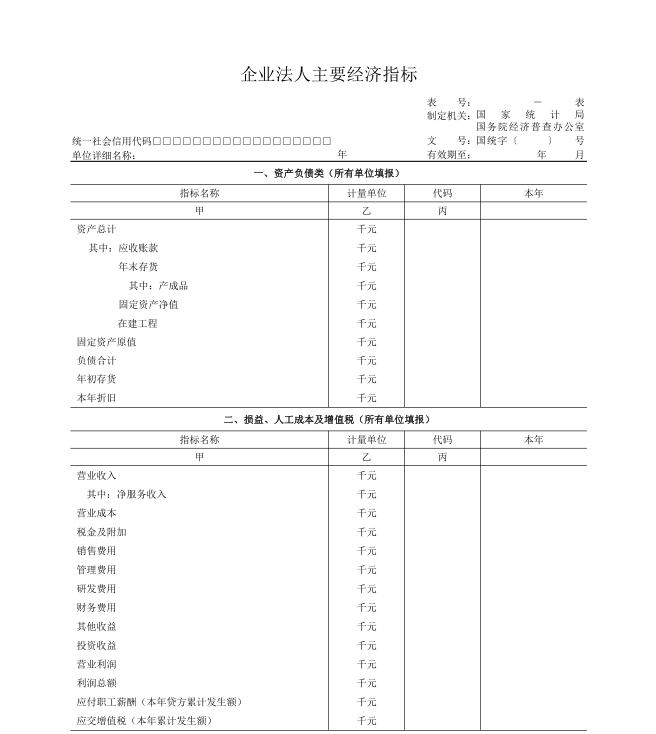 企业法人主要经济指标
表 号： － 表
制定机关：国 家 统 计 局
国务院经济普查办公室
统一社会信用代码□□□□□□□□□□□□□□□□□□ 文 号：国统字〔 〕 号
单位详细名称： 年 有效期至： 年 月
一、资产负债类（所有单位填报）
指标名称 计量单位 代码 本年
甲 乙 丙
资产总计 千元
其中：应收账款 千元
年末存货 千元
其中：产成品 千元
固定资产净值 千元
在建工程 千元
固定资产原值 千元
负债合计 千元
年初存货 千元
本年折旧 千元
二、损益、人工成本及增值税（所有单位填报）
指标名称 计量单位 代码 本年
甲 乙 丙
营业收入 千元
其中：净服务收入 千元
营业成本 千元
税金及附加 千元
销售费用 千元
管理费用 千元
研发费用 千元
财务费用 千元
其他收益 千元
投资收益 千元
营业利润 千元
利润总额 千元
应付职工薪酬（本年贷方累计发生额） 千元
应交增值税（本年累计发生额） 千元